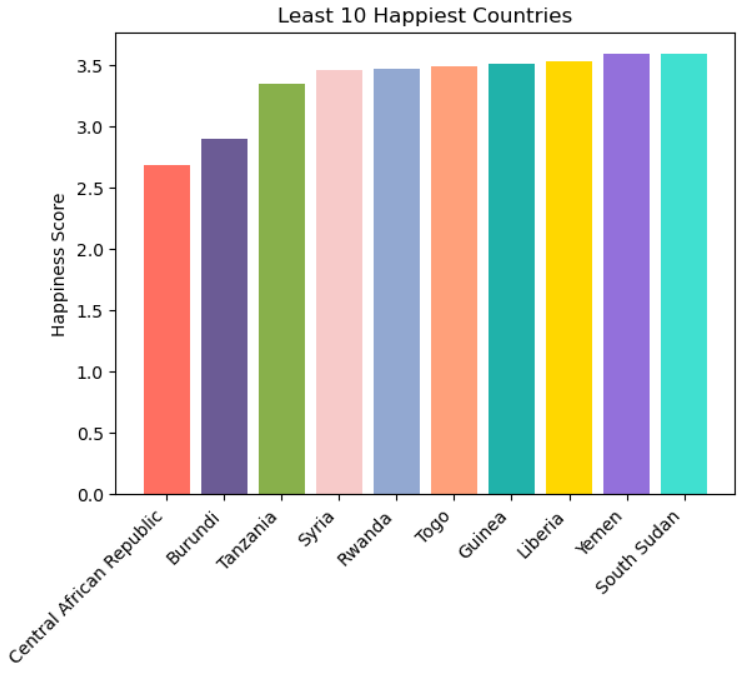 Least 10 Happiest Countries
Happiness Score
3.5
3.0
2.5
2.0
1.5
1.0
0.5
0.0
Central African Republic
Burundi
Tanzania
Syria
Rwanda
Togo
Guinea
Liberia
Yemen
South Sudan